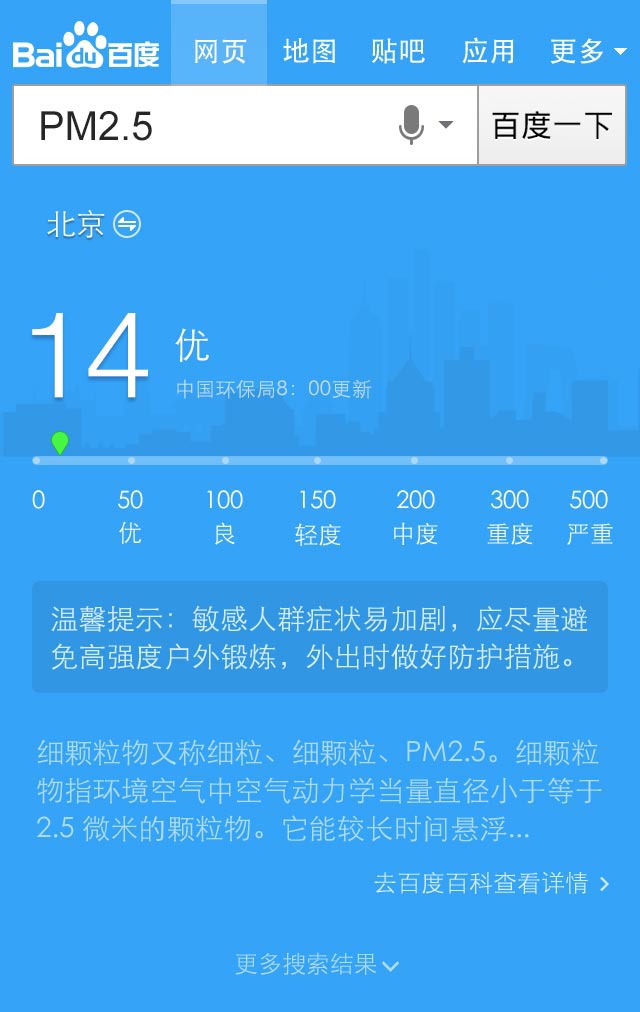 Bai du 百度 网页 地图 贴吧 应用 更多
PM2.5 百度一下
北京
14 优
中国环保局8：00更新
0 50 100 150 200 300 500
优 良 轻度 中度 重度 严重
温馨提示：敏感人群症状易加剧，应尽量避
免高强度户外锻炼，外出时做好防护措施。
细颗粒物又称细粒、细颗粒、PM2.5。细颗粒
物指环境空气中空气动力学当量直径小于等于
2.5 微米的颗粒物。它能较长时间悬浮...
去百度百科查看详情
更多搜索结果